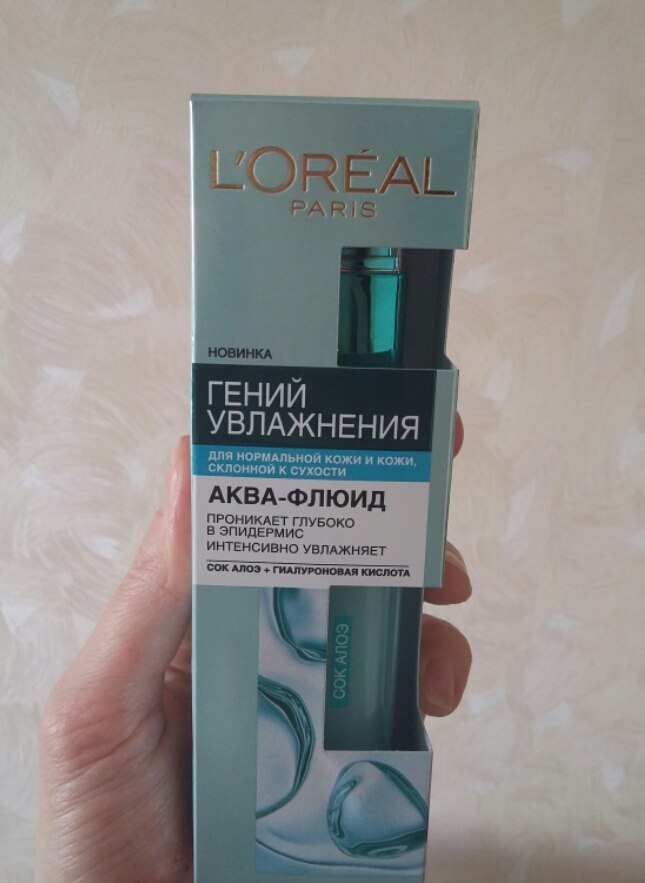 L'ORÉAL
PARIS
НОВИНКА
ГЕНИЙ
УВЛАЖНЕНИЯ
ДЛЯ НОРМАЛЬНОЙ КОЖИ И КОЖИ,
СКЛОННОЙ К СУХОСТИ
АКВА-ФЛЮИД
ПРОНИКАЕТ ГЛУБОКО
В ЭПИДЕРМИС
ИНТЕНСИВНО УВЛАЖНЯЕТ
СОК АЛОЭ + ГИАЛУРОНОВАЯ КИСЛОТА
СОК АЛОЭ